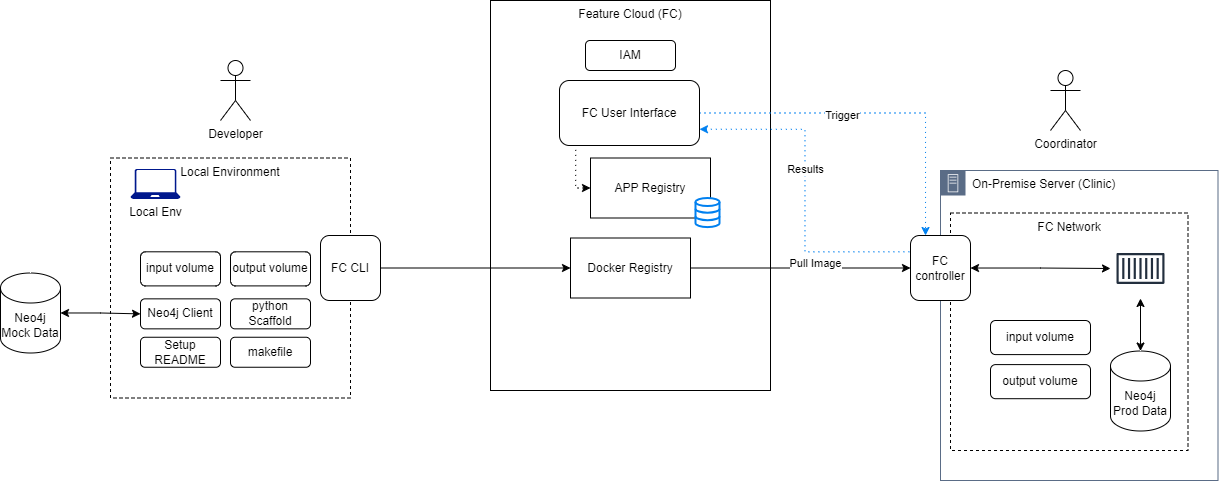 Feature Cloud (FC)
IAM
FC User Interface
Trigger
Results
APP Registry
Docker Registry
Pull Image
Developer
Local Environment
Local Env
input volume
output volume
FC CLI
Neo4j
Mock Data
Neo4j Client
python
Scaffold
Setup
README
makefile
Coordinator
On-Premise Server (Clinic)
FC Network
FC
controller
input volume
output volume
Neo4j
Prod Data